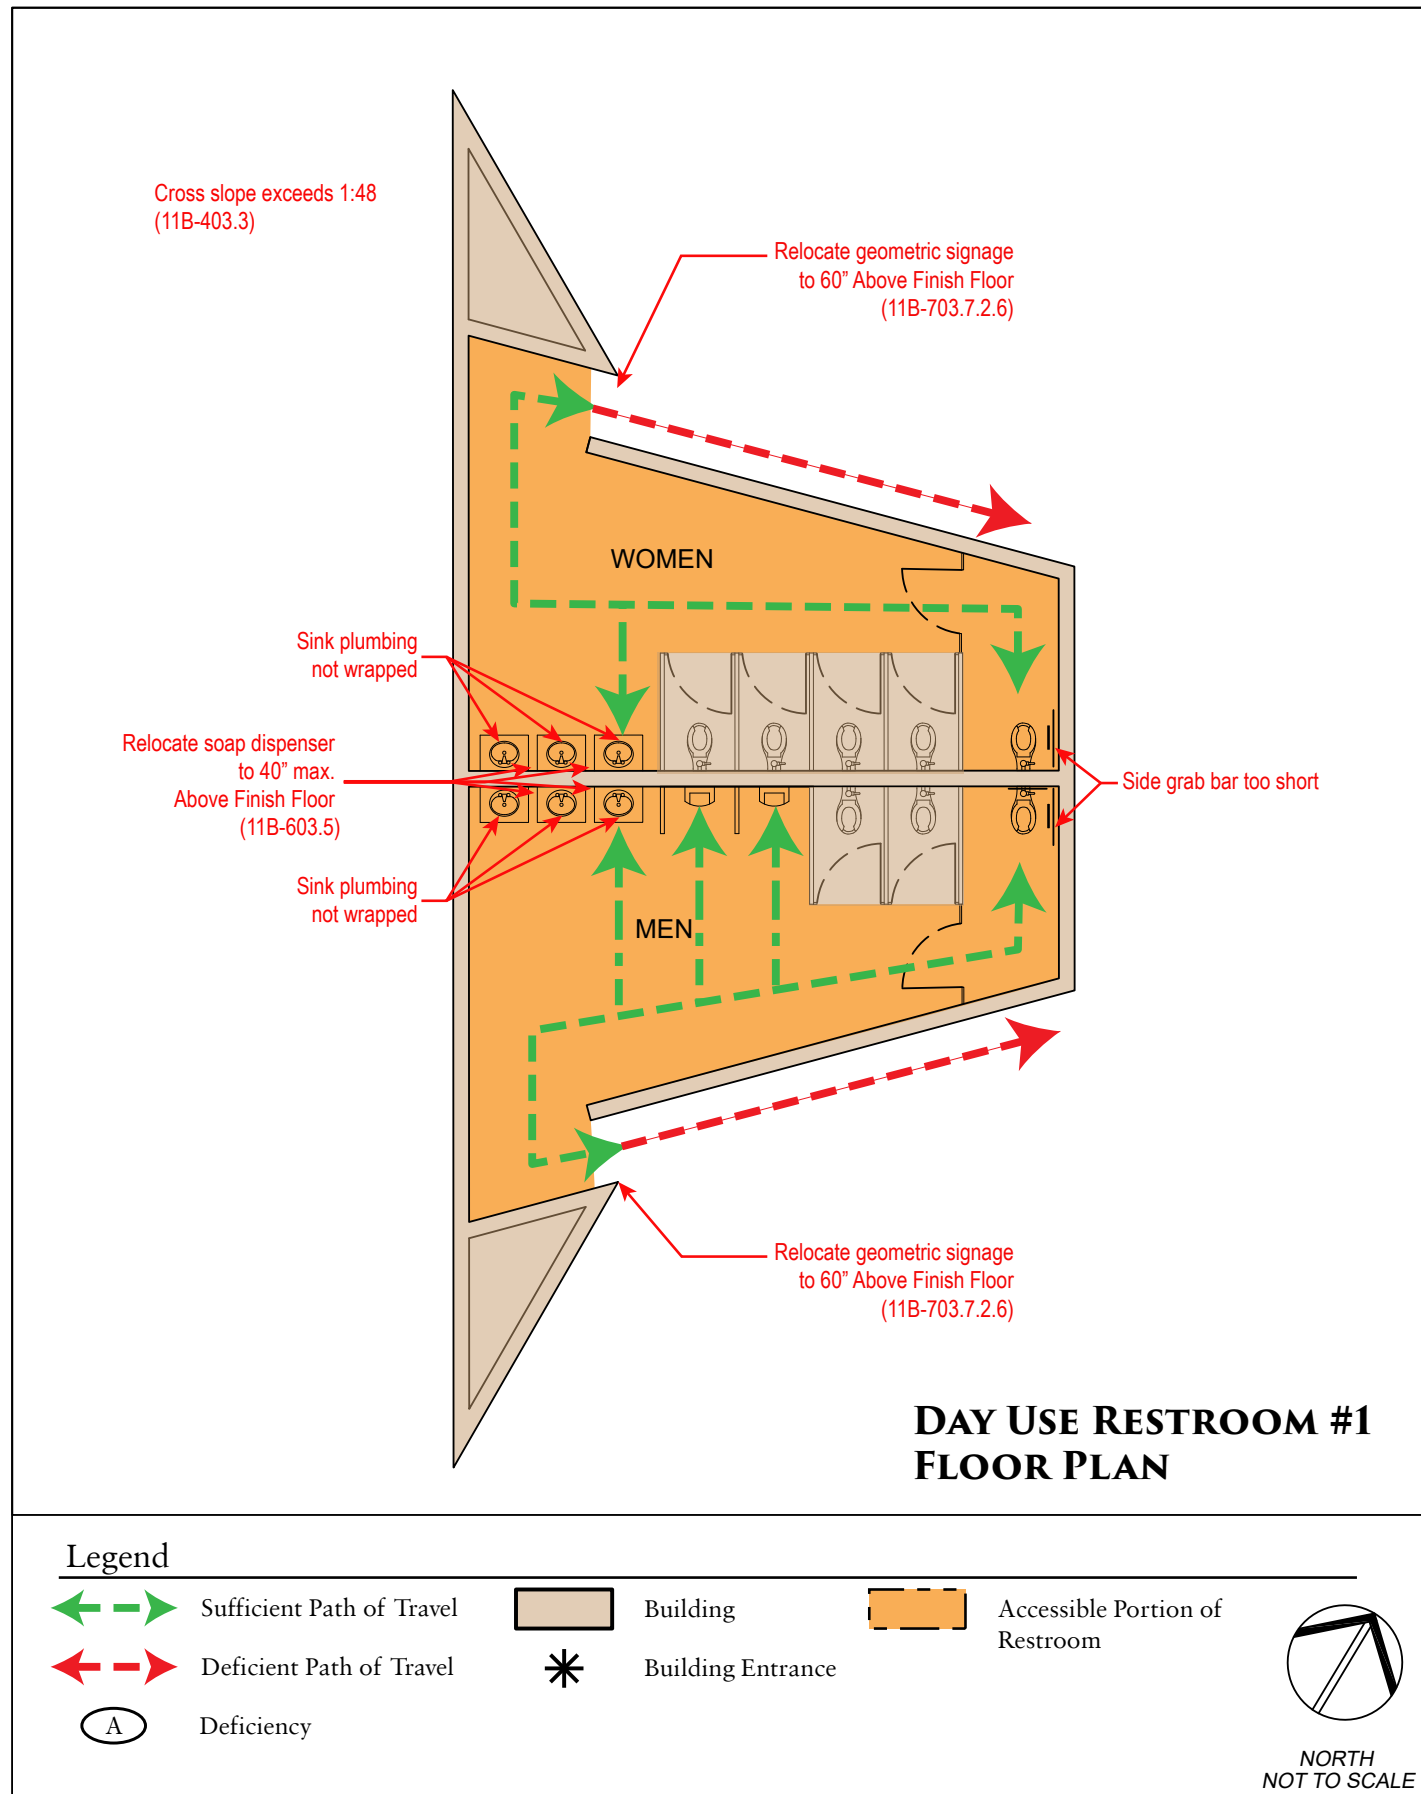 Cross slope exceeds 1:48
(11B-403.3)
Relocate geometric signage
to 60” Above Finish Floor
(11B-703.7.2.6)
WOMEN
Sink plumbing
not wrapped
Relocate soap dispenser
to 40” max.
Above Finish Floor
(11B-603.5)
Side grab bar too short
Sink plumbing
not wrapped
MEN
Relocate geometric signage
to 60” Above Finish Floor
(11B-703.7.2.6)
DAY USE RESTROOM #1
FLOOR PLAN
Legend
Sufficient Path of Travel
Deficient Path of Travel
A
Deficiency
Building
Building Entrance
Accessible Portion of
Restroom
NORTH
NOT TO SCALE